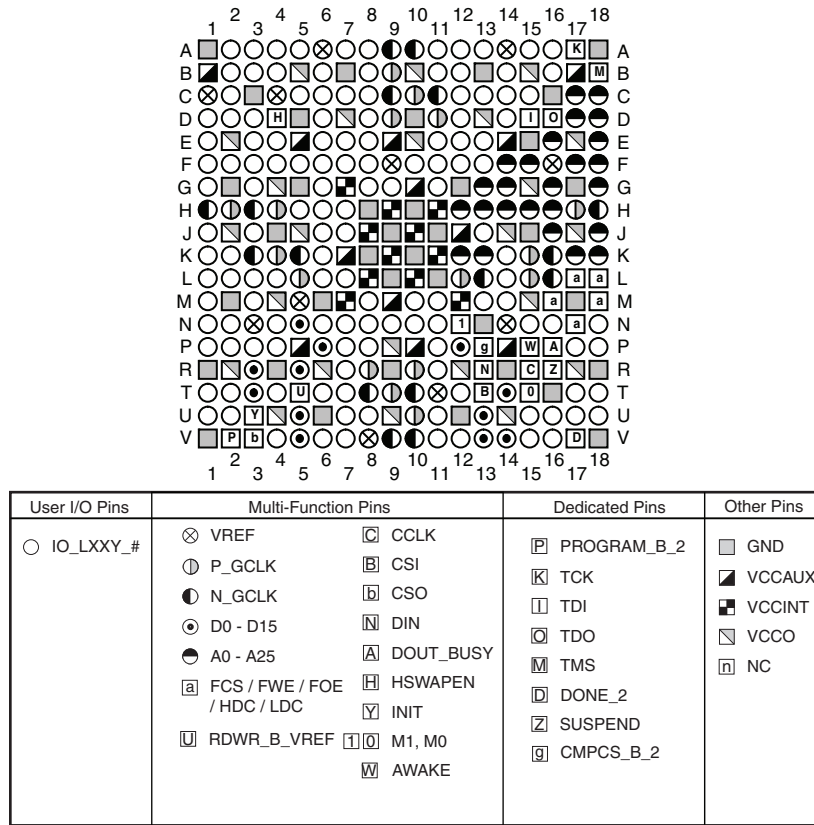 2 4 6 8 10 12 14 16 18
1 3 5 7 9 11 13 15 17
A K A
B M B
C C
D H I O D
E E
F F
G G
H H
J J
K K
L a a L
M a a M
N 1 a N
P g W A P
R N C Z R
T U B 0 T
U Y U
V P b D V
2 4 6 8 10 12 14 16 18
1 3 5 7 9 11 13 15 17
User I/O Pins
IO_LXXY_#
Multi-Function Pins
VREF
P_GCLK
N_GCLK
D0 - D15
A0 - A25
a FCS / FWE / FOE
/ HDC / LDC
U RDWR_B_VREF
C CCLK
B CSI
b CSO
N DIN
A DOUT_BUSY
H HSWAPEN
Y INIT
1 0 M1, M0
W AWAKE
Dedicated Pins
P PROGRAM_B_2
K TCK
I TDI
O TDO
M TMS
D DONE_2
Z SUSPEND
g CMPCS_B_2
Other Pins
GND
VCCAUX
VCCINT
VCCO
n NC